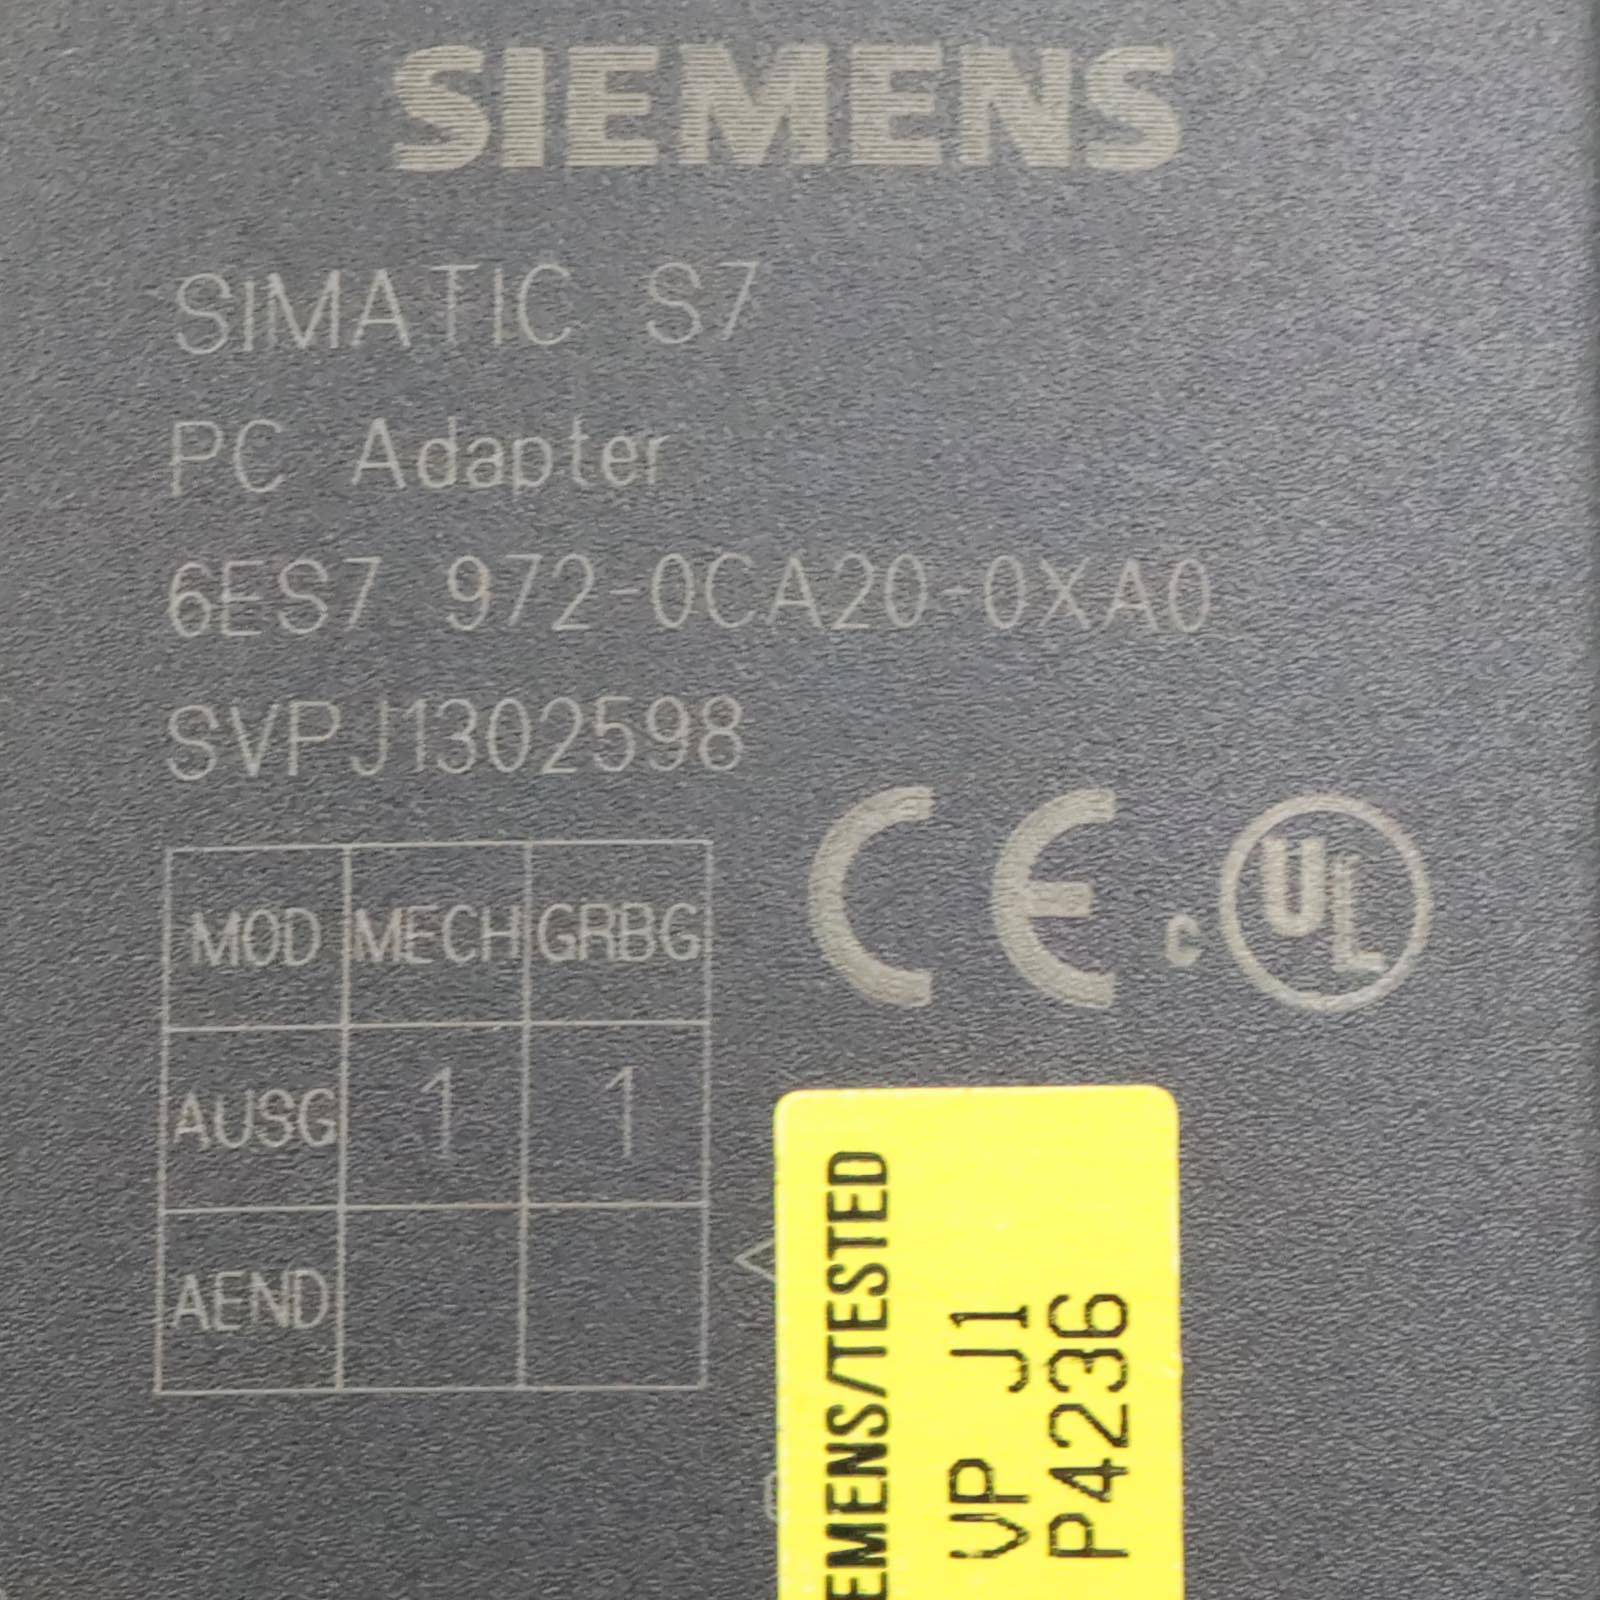 SIEMENS
SIMATIC S7
PC Adapter
6ES7 972-0CA20-0XA0
SVPJ1302598
MOD MECH GRBG
AUSG 1 1
AEND
CE
c UL
EMENS/TESTED
VP J1
P4236